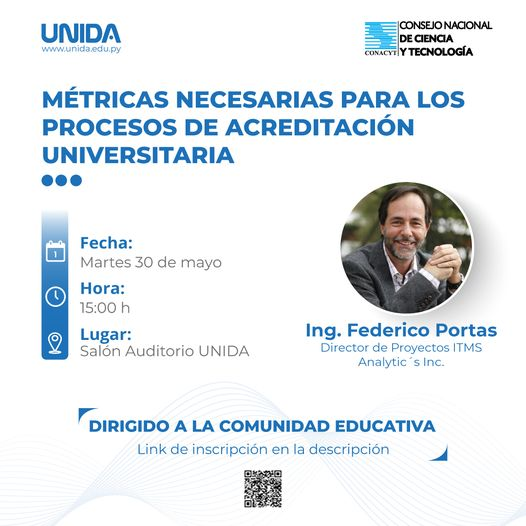 UNIDA
www.unida.edu.py
CONACYT
CONSEJO NACIONAL
DE CIENCIA
Y TECNOLOGÍA
MÉTRICAS NECESARIAS PARA LOS
PROCESOS DE ACREDITACIÓN
UNIVERSITARIA
1
Fecha:
Martes 30 de mayo
Hora:
15:00 h
Lugar:
Salón Auditorio UNIDA
Ing. Federico Portas
Director de Proyectos ITMS
Analytic´s Inc.
DIRIGIDO A LA COMUNIDAD EDUCATIVA
Link de inscripción en la descripción